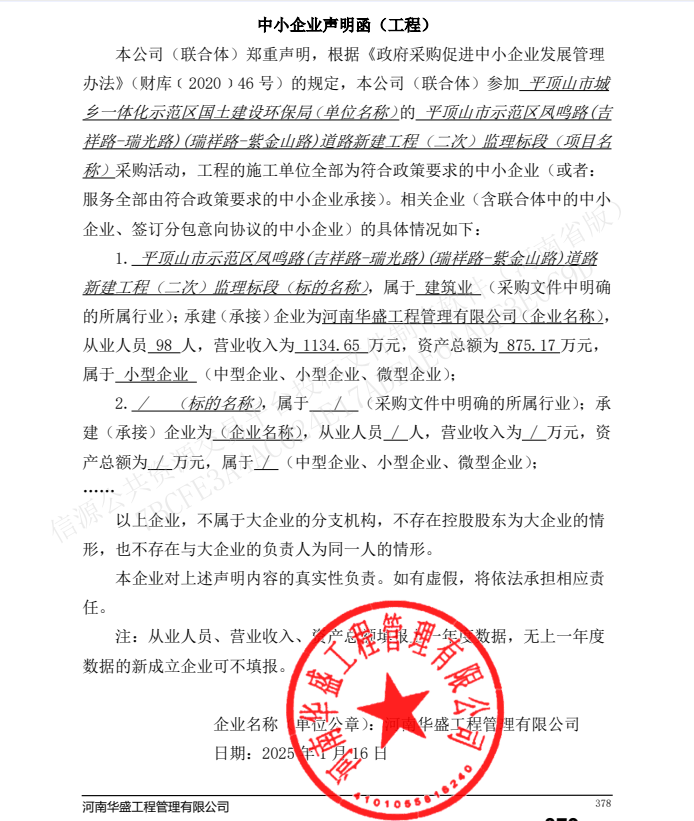 中小企业声明函（工程）
本公司（联合体）郑重声明，根据《政府采购促进中小企业发展管理
办法》（财库﹝2020﹞46 号）的规定，本公司（联合体）参加 平顶山市城
乡一体化示范区国土建设环保局(单位名称)的 平顶山市示范区凤鸣路(吉
祥路-瑞光路)(瑞祥路-紫金山路)道路新建工程（二次）监理标段（项目名
称）采购活动，工程的施工单位全部为符合政策要求的中小企业（或者：
服务全部由符合政策要求的中小企业承接）。相关企业（含联合体中的中小
企业、签订分包意向协议的中小企业）的具体情况如下：
1. 平顶山市示范区凤鸣路(吉祥路-瑞光路)(瑞祥路-紫金山路)道路
新建工程（二次）监理标段（标的名称），属于 建筑业 （采购文件中明确
的所属行业）；承建（承接）企业为河南华盛工程管理有限公司(企业名称)，
从业人员 98 人，营业收入为 1134.65 万元，资产总额为 875.17万元，
属于 小型企业 （中型企业、小型企业、微型企业）；
2. / （标的名称），属于 / （采购文件中明确的所属行业）；承
建（承接）企业为（企业名称），从业人员 / 人，营业收入为 / 万元，资
产总额为 / 万元，属于 / （中型企业、小型企业、微型企业）；
……
以上企业，不属于大企业的分支机构，不存在控股股东为大企业的情
形，也不存在与大企业的负责人为同一人的情形。
本企业对上述声明内容的真实性负责。如有虚假，将依法承担相应责
任。
注：从业人员、营业收入、资产总额填报上一年度数据，无上一年度
数据的新成立企业可不填报。
企业名称（单位公章）：河南华盛工程管理有限公司
日期：2025 年 1 月 16 日
河南华盛工程管理有限公司
4101055816240
河南华盛工程管理有限公司
378